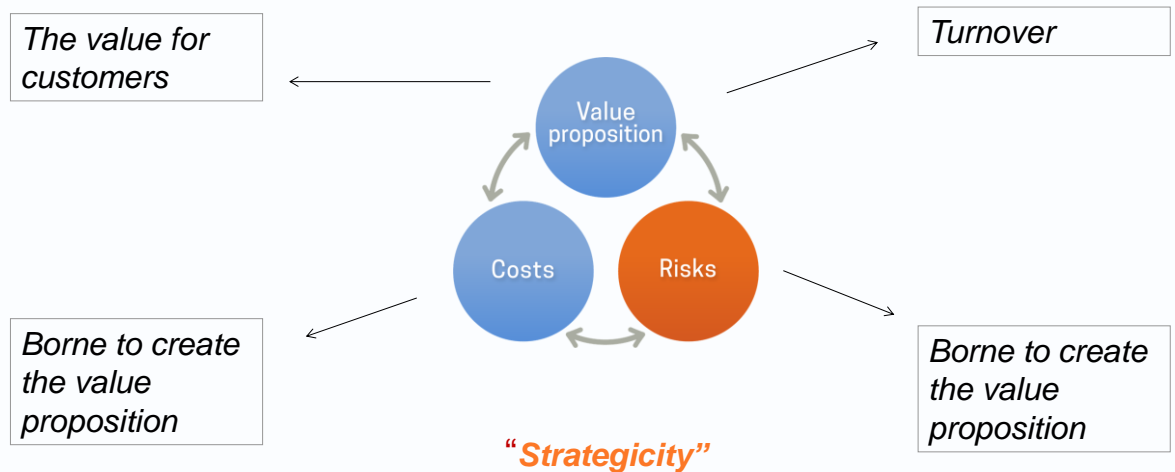 The value for
customers
Turnover
Value
proposition
Costs
Risks
Borne to create
the value
proposition
Borne to create
the value
proposition
“Strategicity”